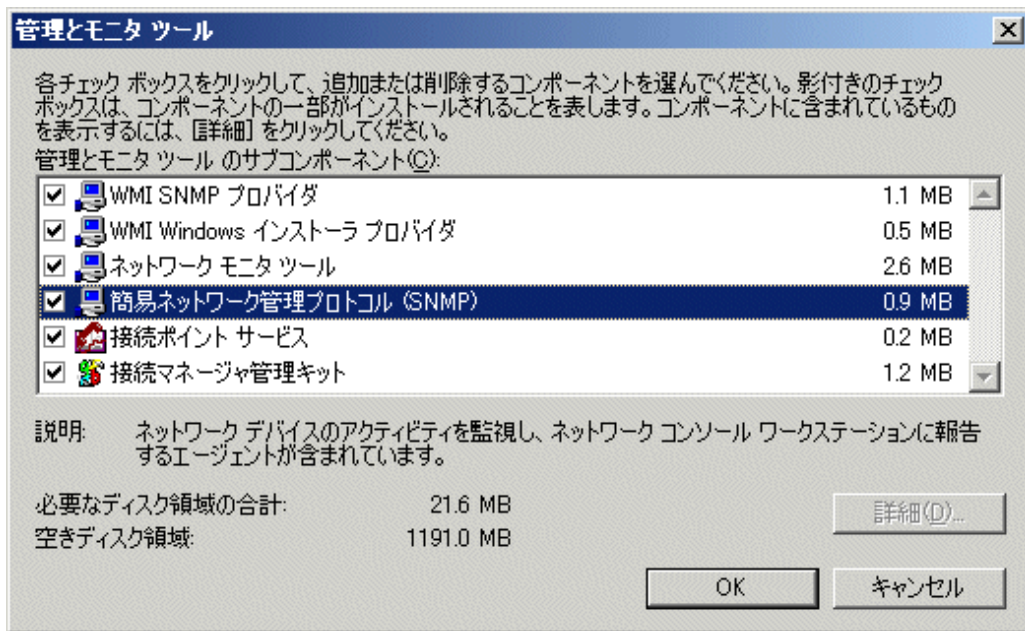 管理とモニタ ツール
各チェック ボックスをクリックして、追加または削除するコンポーネントを選んでください。影付きのチェック
ボックスは、コンポーネントの一部がインストールされることを表します。コンポーネントに含まれているもの
を表示するには、[詳細] をクリックしてください。
管理とモニタ ツール のサブコンポーネント(C):
WMI SNMP プロバイダ 1.1 MB
WMI Windows インストーラ プロバイダ 0.5 MB
ネットワーク モニタ ツール 2.6 MB
簡易ネットワーク管理プロトコル (SNMP) 0.9 MB
接続ポイント サービス 0.2 MB
接続マネージャ管理キット 1.2 MB
説明: ネットワーク デバイスのアクティビティを監視し、ネットワーク コンソール ワークステーションに報告
するエージェントが含まれています。
必要なディスク領域の合計: 21.6 MB
空きディスク領域: 1191.0 MB
詳細(D)...
OK キャンセル